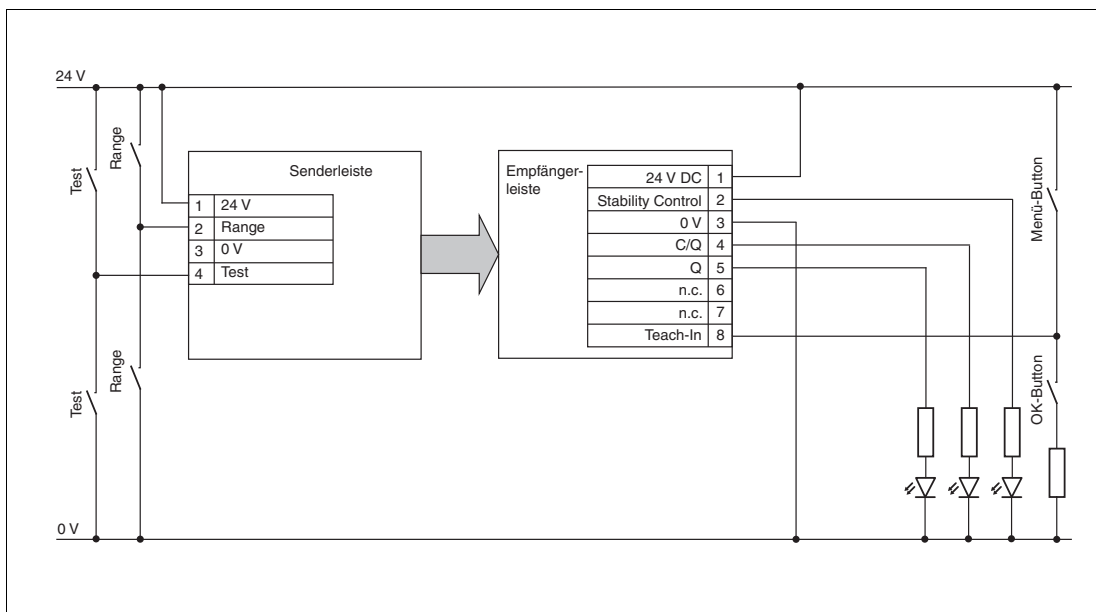 24 V
Test
Range
Senderleiste
1 24 V
2 Range
3 0 V
4 Test
Test
Range
Empfänger-
leiste
24 V DC 1
Stability Control 2
0 V 3
C/Q 4
Q 5
n.c. 6
n.c. 7
Teach-In 8
Menü-Button
OK-Button
0 V